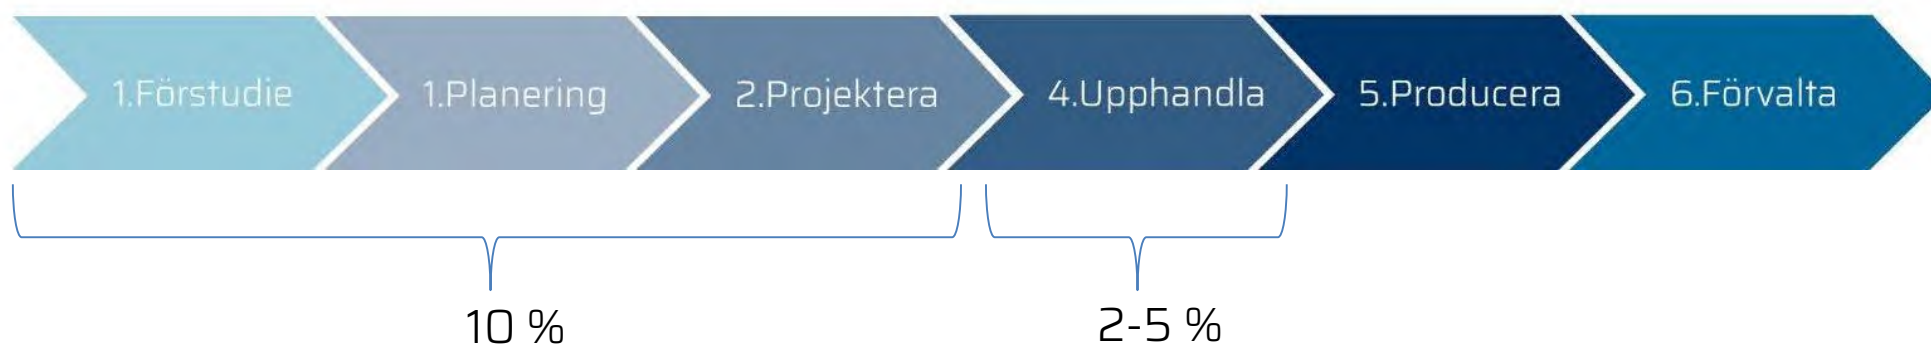 1.Förstudie
1.Planering
2.Projektera
4.Upphandla
5.Producera
6.Förvalta
10 %
2-5 %